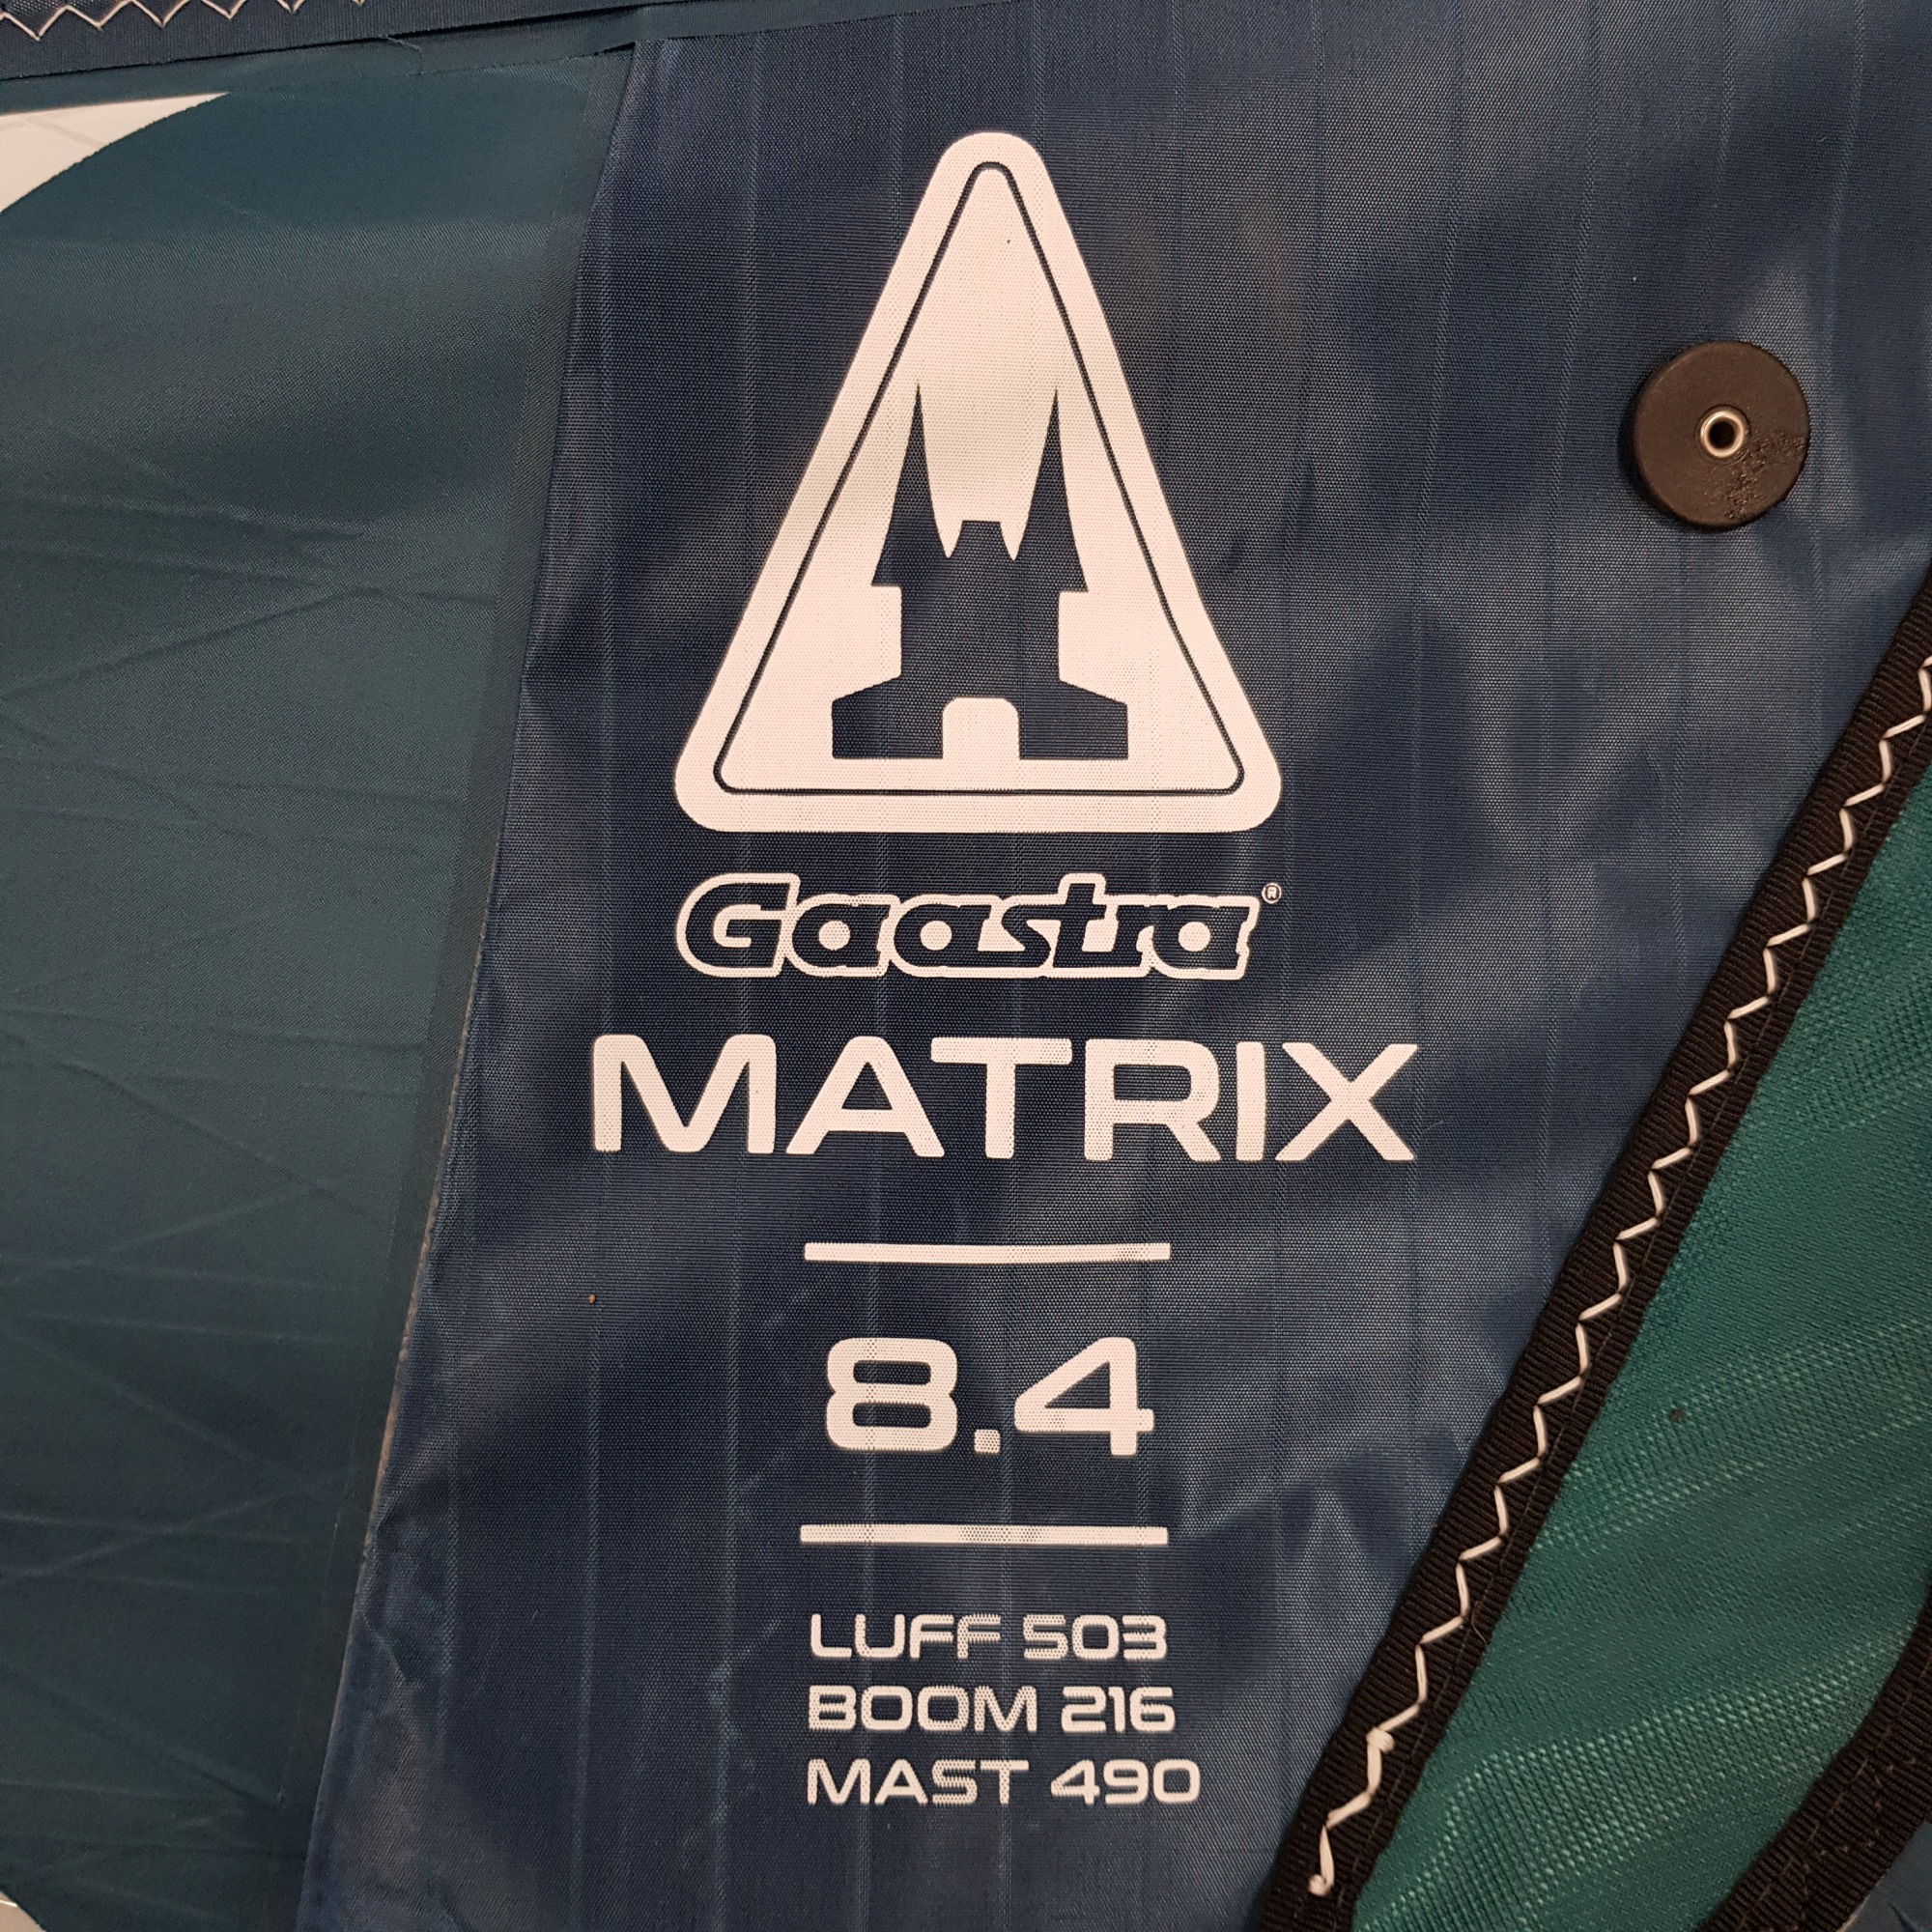 Gaastra®
MATRIX
8.4
LUFF 503
BOOM 216
MAST 490